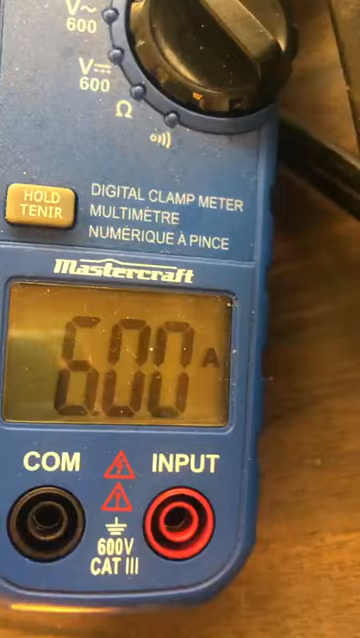 V~
600
V⎓
600
Ω
HOLD
TENIR
DIGITAL CLAMP METER
MULTIMÈTRE
NUMÉRIQUE À PINCE
Mastercraft
6.00 A
COM
INPUT
600V
CAT III